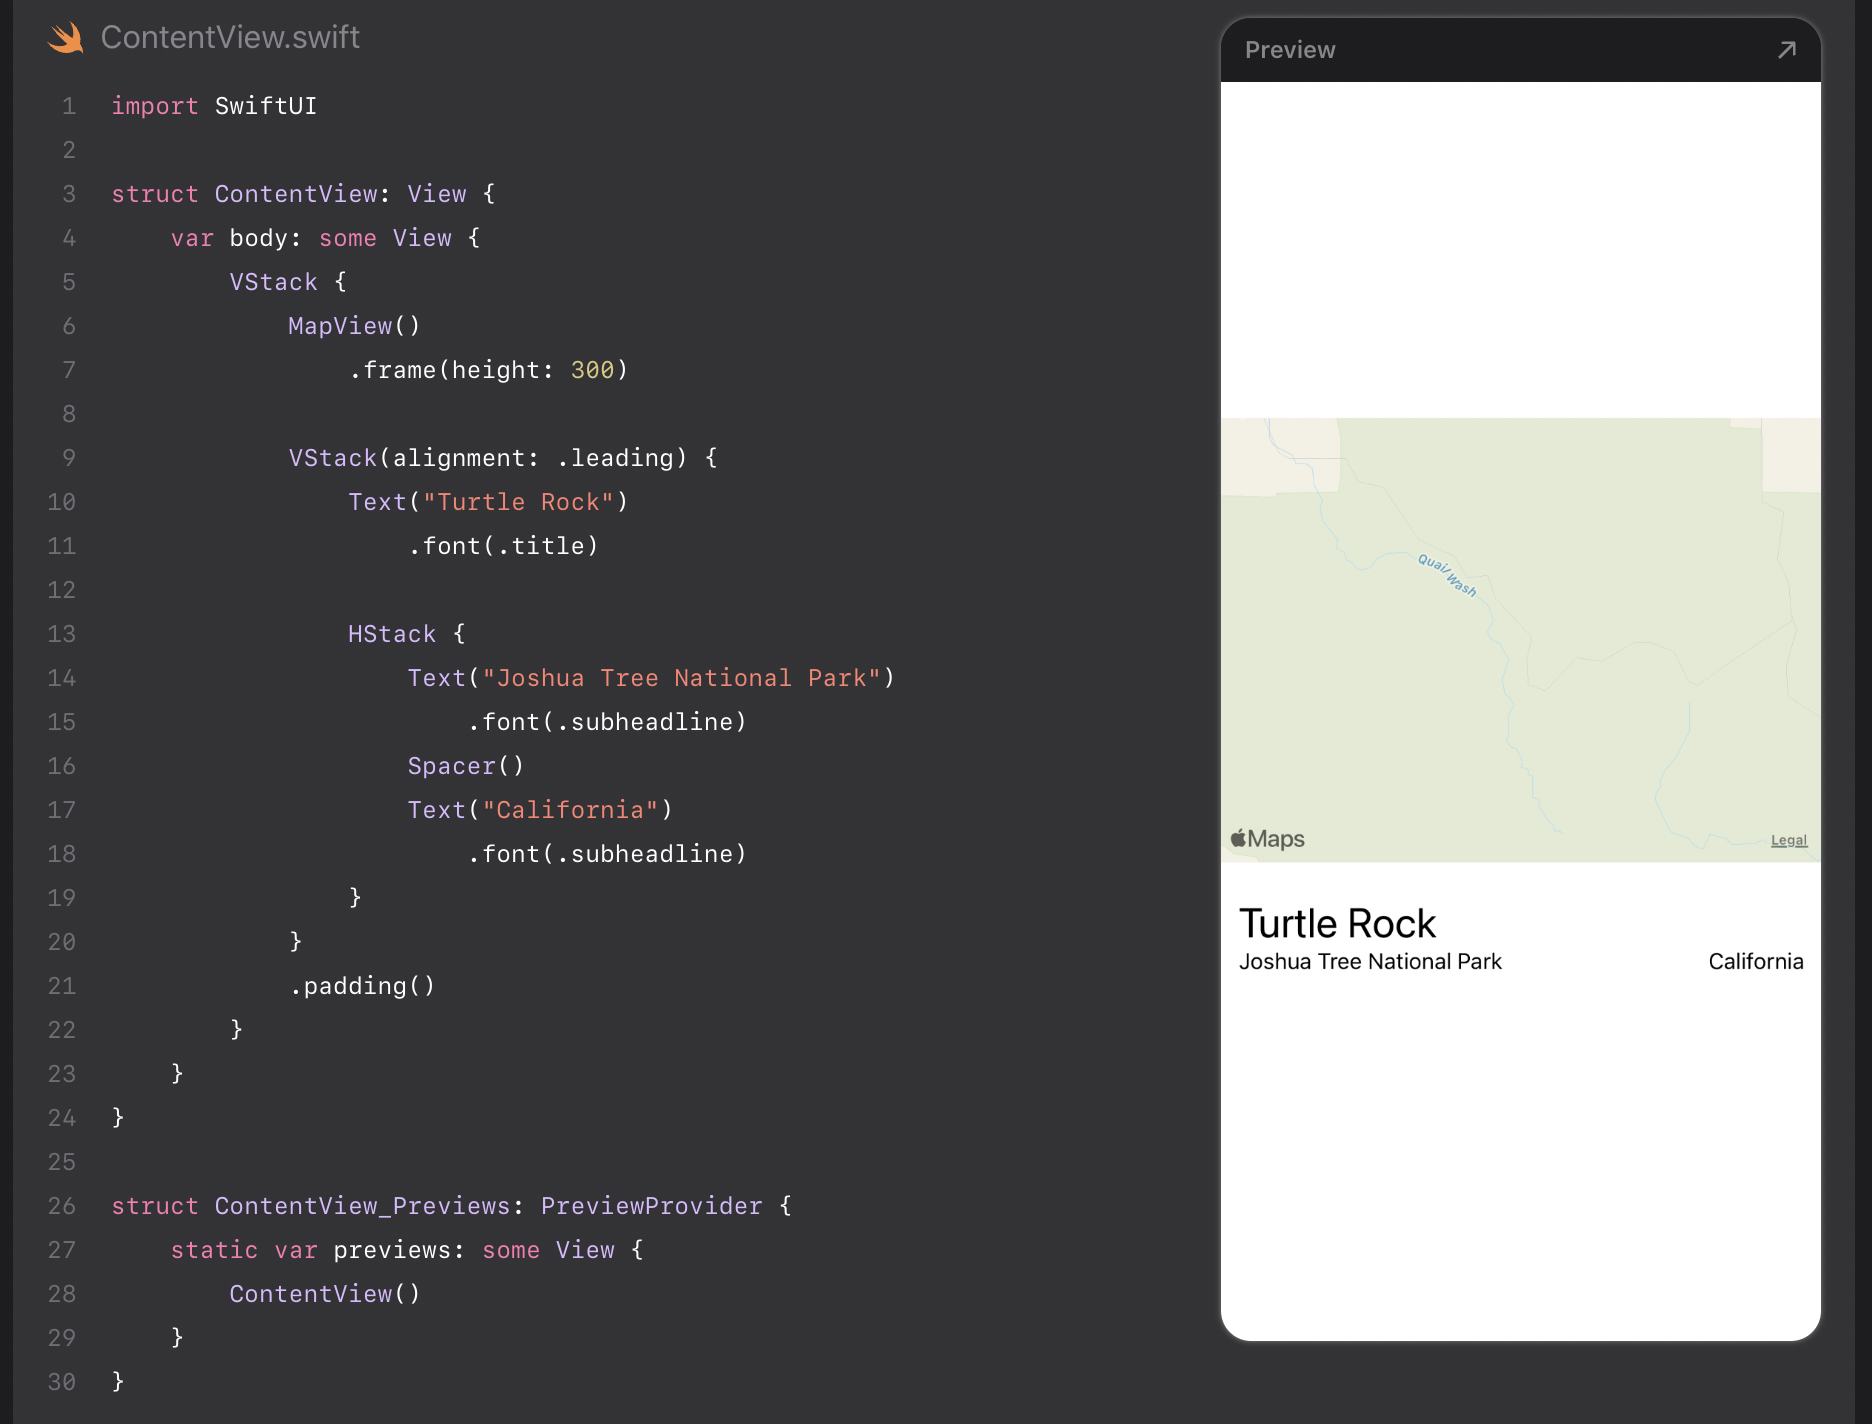 ContentView.swift
1 import SwiftUI
2
3 struct ContentView: View {
4     var body: some View {
5         VStack {
6             MapView()
7                 .frame(height: 300)
8
9             VStack(alignment: .leading) {
10                 Text("Turtle Rock")
11                     .font(.title)
12
13                 HStack {
14                     Text("Joshua Tree National Park")
15                         .font(.subheadline)
16                     Spacer()
17                     Text("California")
18                         .font(.subheadline)
19                 }
20             }
21             .padding()
22         }
23     }
24 }
25
26 struct ContentView_Previews: PreviewProvider {
27     static var previews: some View {
28         ContentView()
29     }
30 }
Preview
Quail Wash
Maps
Legal
Turtle Rock
Joshua Tree National Park California